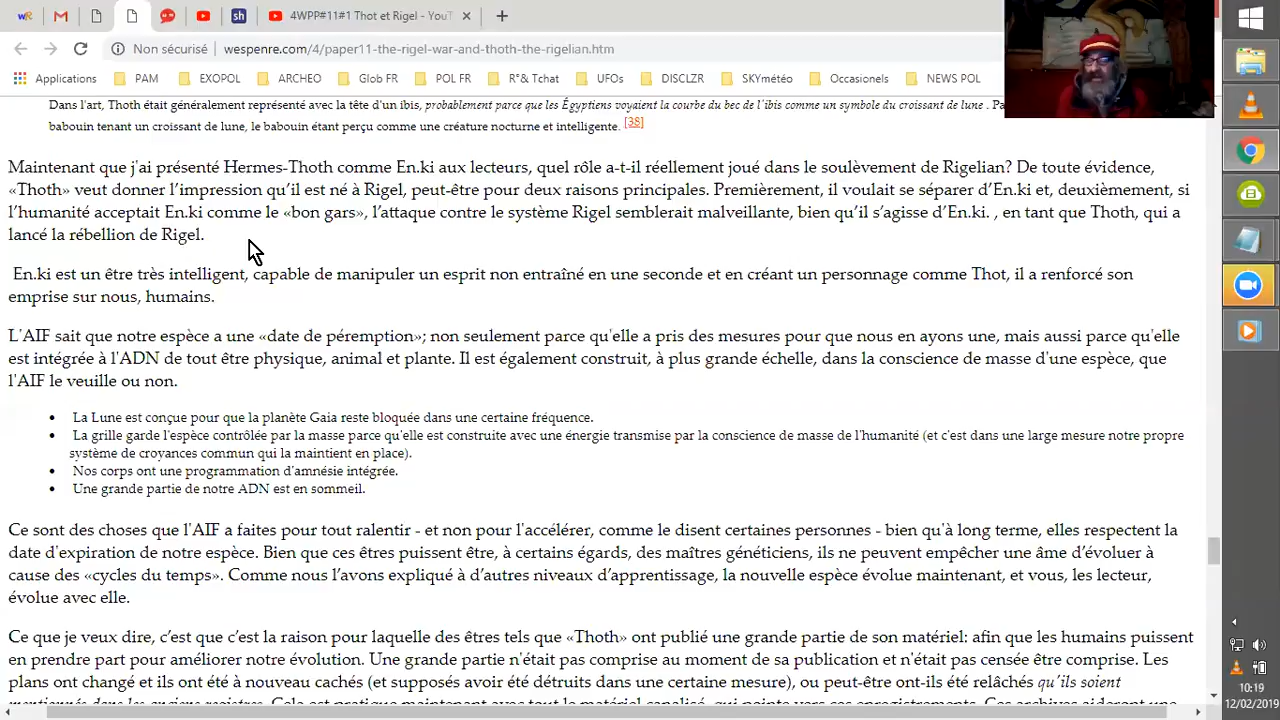 4WPP#11#1 Thot et Rigel - YouT
Non sécurisé | wespenre.com/4/paper11-the-rigel-war-and-thoth-the-rigelian.htm
Applications PAM EXOPOL ARCHEO Glob FR POL FR R°& Tchat UFOs DISCLZR SKYmétéo Occasionels NEWS POL
Dans l'art, Thoth était généralement représenté avec la tête d'un ibis, probablement parce que les Égyptiens voyaient la courbe du bec de l'ibis comme un symbole du croissant de lune . Pa
babouin tenant un croissant de lune, le babouin étant perçu comme une créature nocturne et intelligente. [38]
Maintenant que j'ai présenté Hermes-Thoth comme En.ki aux lecteurs, quel rôle a-t-il réellement joué dans le soulèvement de Rigelian? De toute évidence,
«Thoth» veut donner l'impression qu'il est né à Rigel, peut-être pour deux raisons principales. Premièrement, il voulait se séparer d'En.ki et, deuxièmement, si
l'humanité acceptait En.ki comme le «bon gars», l'attaque contre le système Rigel semblerait malveillante, bien qu'il s'agisse d'En.ki. , en tant que Thoth, qui a
lancé la rébellion de Rigel.
En.ki est un être très intelligent, capable de manipuler un esprit non entraîné en une seconde et en créant un personnage comme Thot, il a renforcé son
emprise sur nous, humains.
L'AIF sait que notre espèce a une «date de péremption»; non seulement parce qu'elle a pris des mesures pour que nous en ayons une, mais aussi parce qu'elle
est intégrée à l'ADN de tout être physique, animal et plante. Il est également construit, à plus grande échelle, dans la conscience de masse d'une espèce, que
l'AIF le veuille ou non.
• La Lune est conçue pour que la planète Gaia reste bloquée dans une certaine fréquence.
• La grille garde l'espèce contrôlée par la masse parce qu'elle est construite avec une énergie transmise par la conscience de masse de l'humanité (et c'est dans une large mesure notre propre
système de croyances commun qui la maintient en place).
• Nos corps ont une programmation d'amnésie intégrée.
• Une grande partie de notre ADN est en sommeil.
Ce sont des choses que l'AIF a faites pour tout ralentir - et non pour l'accélérer, comme le disent certaines personnes - bien qu'à long terme, elles respectent la
date d'expiration de notre espèce. Bien que ces êtres puissent être, à certains égards, des maîtres généticiens, ils ne peuvent empêcher une âme d'évoluer à
cause des «cycles du temps». Comme nous l'avons expliqué à d'autres niveaux d'apprentissage, la nouvelle espèce évolue maintenant, et vous, les lecteur,
évolue avec elle.
Ce que je veux dire, c'est que c'est la raison pour laquelle des êtres tels que «Thoth» ont publié une grande partie de son matériel: afin que les humains puissent
en prendre part pour améliorer notre évolution. Une grande partie n'était pas comprise au moment de sa publication et n'était pas censée être comprise. Les
plans ont changé et ils ont été à nouveau cachés (et supposés avoir été détruits dans une certaine mesure), ou peut-être ont-ils été relâchés qu'ils soient
mentionnés dans les anciens registres. Cela est pratique maintenant avec tout le matériel canalisé, qui pointe vers ces enregistrements. Ces archives aideront une
10:19
12/02/2019